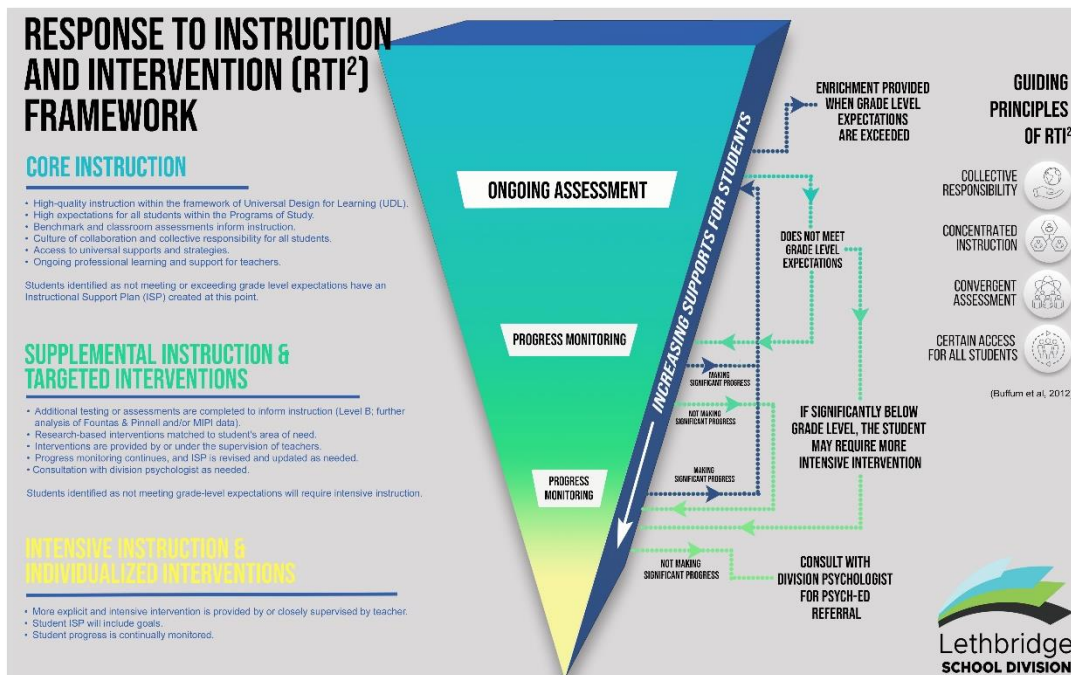 RESPONSE TO INSTRUCTION
AND INTERVENTION (RTI²)
FRAMEWORK
CORE INSTRUCTION
• High-quality instruction within the framework of Universal Design for Learning (UDL).
• High expectations for all students within the Programs of Study.
• Benchmark and classroom assessments inform instruction.
• Culture of collaboration and collective responsibility for all students.
• Access to universal supports and strategies.
• Ongoing professional learning and support for teachers.
Students identified as not meeting or exceeding grade level expectations have an
Instructional Support Plan (ISP) created at this point.
SUPPLEMENTAL INSTRUCTION &
TARGETED INTERVENTIONS
• Additional testing or assessments are completed to inform instruction (Level B; further
analysis of Fountas & Pinnell and/or MIPI data).
• Research-based interventions matched to student's area of need.
• Interventions are provided by or under the supervision of teachers.
• Progress monitoring continues, and ISP is revised and updated as needed.
• Consultation with division psychologist as needed.
Students identified as not meeting grade-level expectations will require intensive instruction.
INTENSIVE INSTRUCTION &
INDIVIDUALIZED INTERVENTIONS
• More explicit and intensive intervention is provided by or closely supervised by teacher.
• Student ISP will include goals.
• Student progress is continually monitored.
ONGOING ASSESSMENT
PROGRESS MONITORING
PROGRESS
MONITORING
INCREASING SUPPORTS FOR STUDENTS
ENRICHMENT PROVIDED
WHEN GRADE LEVEL
EXPECTATIONS
ARE EXCEEDED
DOES NOT MEET
GRADE LEVEL
EXPECTATIONS
MAKING
SIGNIFICANT PROGRESS
NOT MAKING
SIGNIFICANT PROGRESS
MAKING
SIGNIFICANT PROGRESS
IF SIGNIFICANTLY BELOW
GRADE LEVEL, THE STUDENT
MAY REQUIRE MORE
INTENSIVE INTERVENTION
NOT MAKING
SIGNIFICANT PROGRESS
CONSULT WITH
DIVISION PSYCHOLOGIST
FOR PSYCH-ED
REFERRAL
GUIDING
PRINCIPLES
OF RTI²
COLLECTIVE
RESPONSIBILITY
CONCENTRATED
INSTRUCTION
CONVERGENT
ASSESSMENT
CERTAIN ACCESS
FOR ALL STUDENTS
(Buffum et al, 2012
Lethbridge
SCHOOL DIVISION